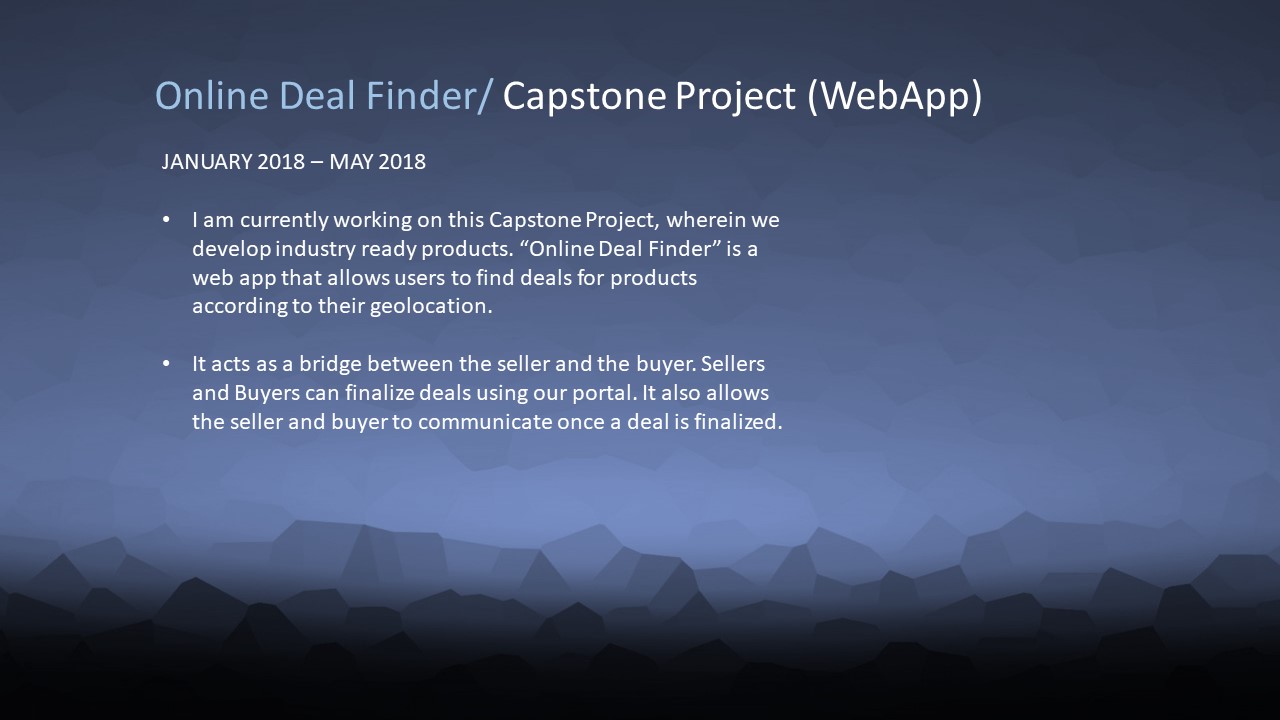 Online Deal Finder/ Capstone Project (WebApp)
JANUARY 2018 – MAY 2018
• I am currently working on this Capstone Project, wherein we
develop industry ready products. “Online Deal Finder” is a
web app that allows users to find deals for products
according to their geolocation.
• It acts as a bridge between the seller and the buyer. Sellers
and Buyers can finalize deals using our portal. It also allows
the seller and buyer to communicate once a deal is finalized.